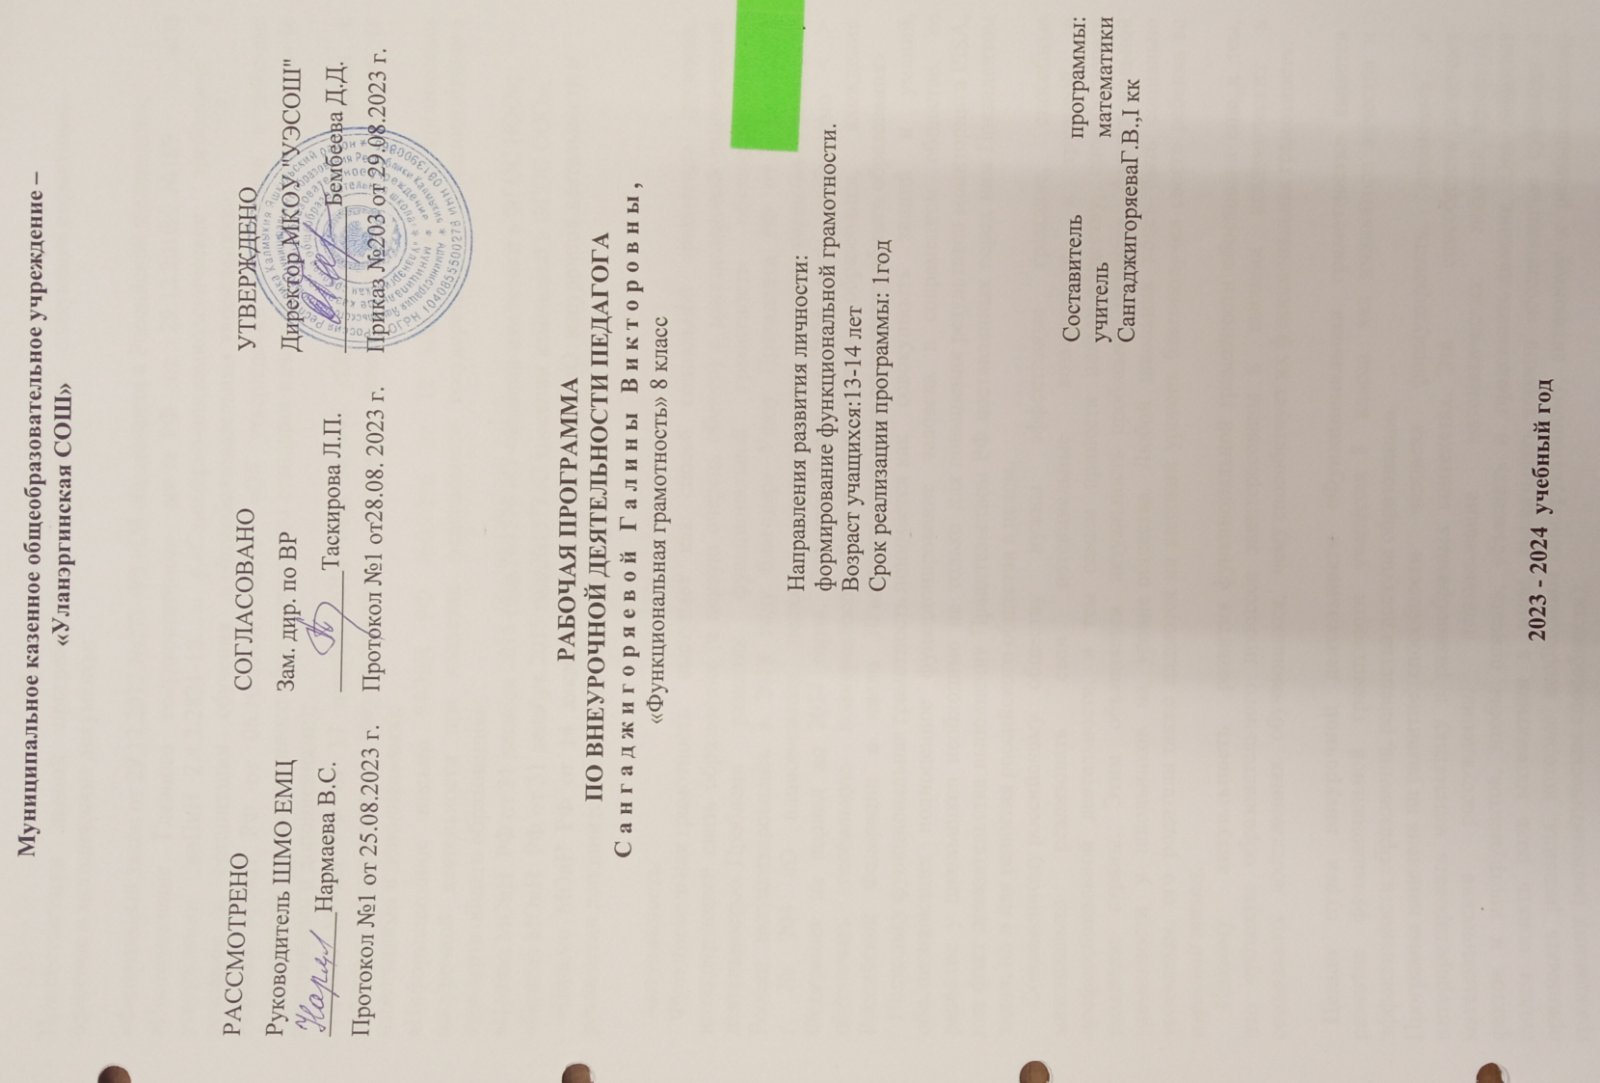 Муниципальное казенное общеобразовательное учреждение –
«Уланэргинская СОШ»
РАССМОТРЕНО
Руководитель ШМО ЕМЦ
Нармаева В.С.
Протокол №1 от 25.08.2023 г.
СОГЛАСОВАНО
Зам. дир. по ВР
Таскирова Л.П.
Протокол №1 от28.08. 2023 г.
УТВЕРЖДЕНО
Директор МКОУ "УЭСОШ"
Бембеева Д.Д.
Приказ №203 от 29.08.2023 г.
РАБОЧАЯ ПРОГРАММА
ПО ВНЕУРОЧНОЙ ДЕЯТЕЛЬНОСТИ ПЕДАГОГА
Сангаджигоряевой Галины Викторовны,
«Функциональная грамотность» 8 класс
Направления развития личности:
формирование функциональной грамотности.
Возраст учащихся:13-14 лет
Срок реализации программы: 1год
Составитель программы:
учитель математики
СангаджигоряеваГ.В.,I кк
2023 - 2024 учебный год